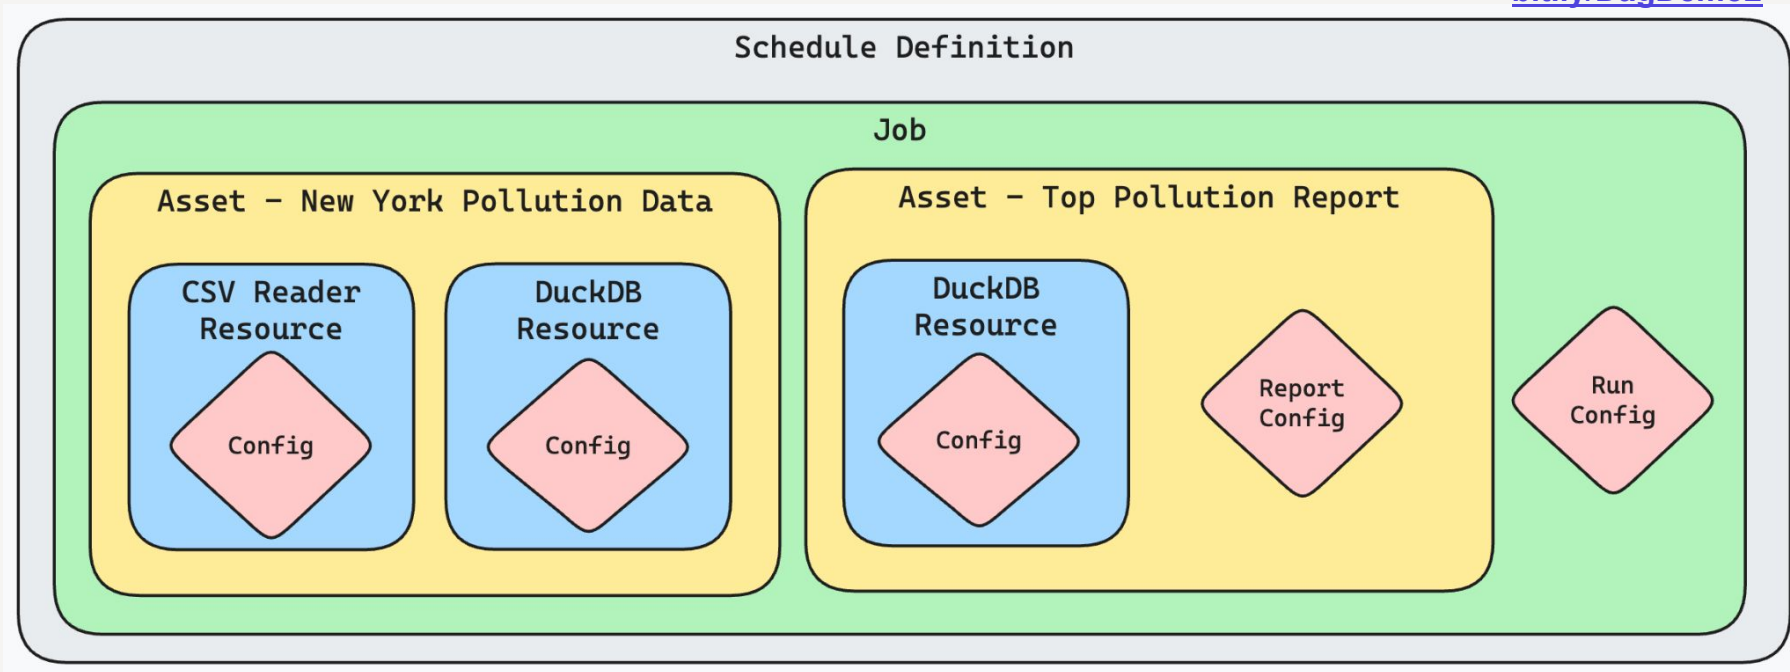 Schedule Definition
Job
Asset – New York Pollution Data
CSV Reader
Resource
Config
DuckDB
Resource
Config
Asset – Top Pollution Report
DuckDB
Resource
Config
Report
Config
Run
Config